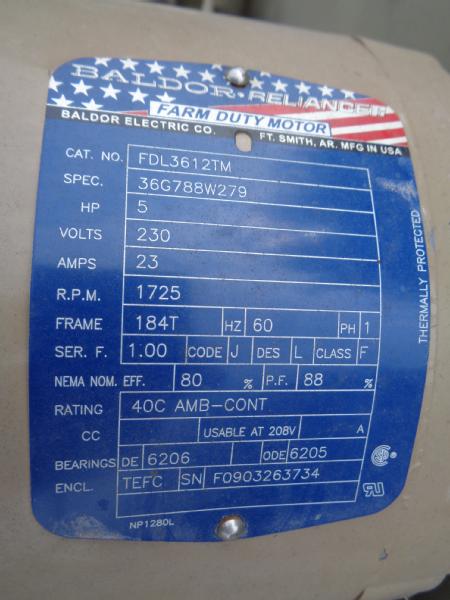 BALDOR • RELIANCER
FARM DUTY MOTOR
BALDOR ELECTRIC CO. FT. SMITH, AR. MFG IN USA
CAT. NO. FDL3612TM
SPEC. 36G788W279
HP 5
VOLTS 230
AMPS 23
R.P.M. 1725
FRAME 184T HZ 60 PH 1
SER. F. 1.00 CODE J DES L CLASS F
NEMA NOM. EFF. 80 % P.F. 88 %
RATING 40C AMB-CONT
CC USABLE AT 208V A
BEARINGS DE 6206 ODE 6205
ENCL. TEFC SN F0903263734
NP1280L
THERMALLY PROTECTED